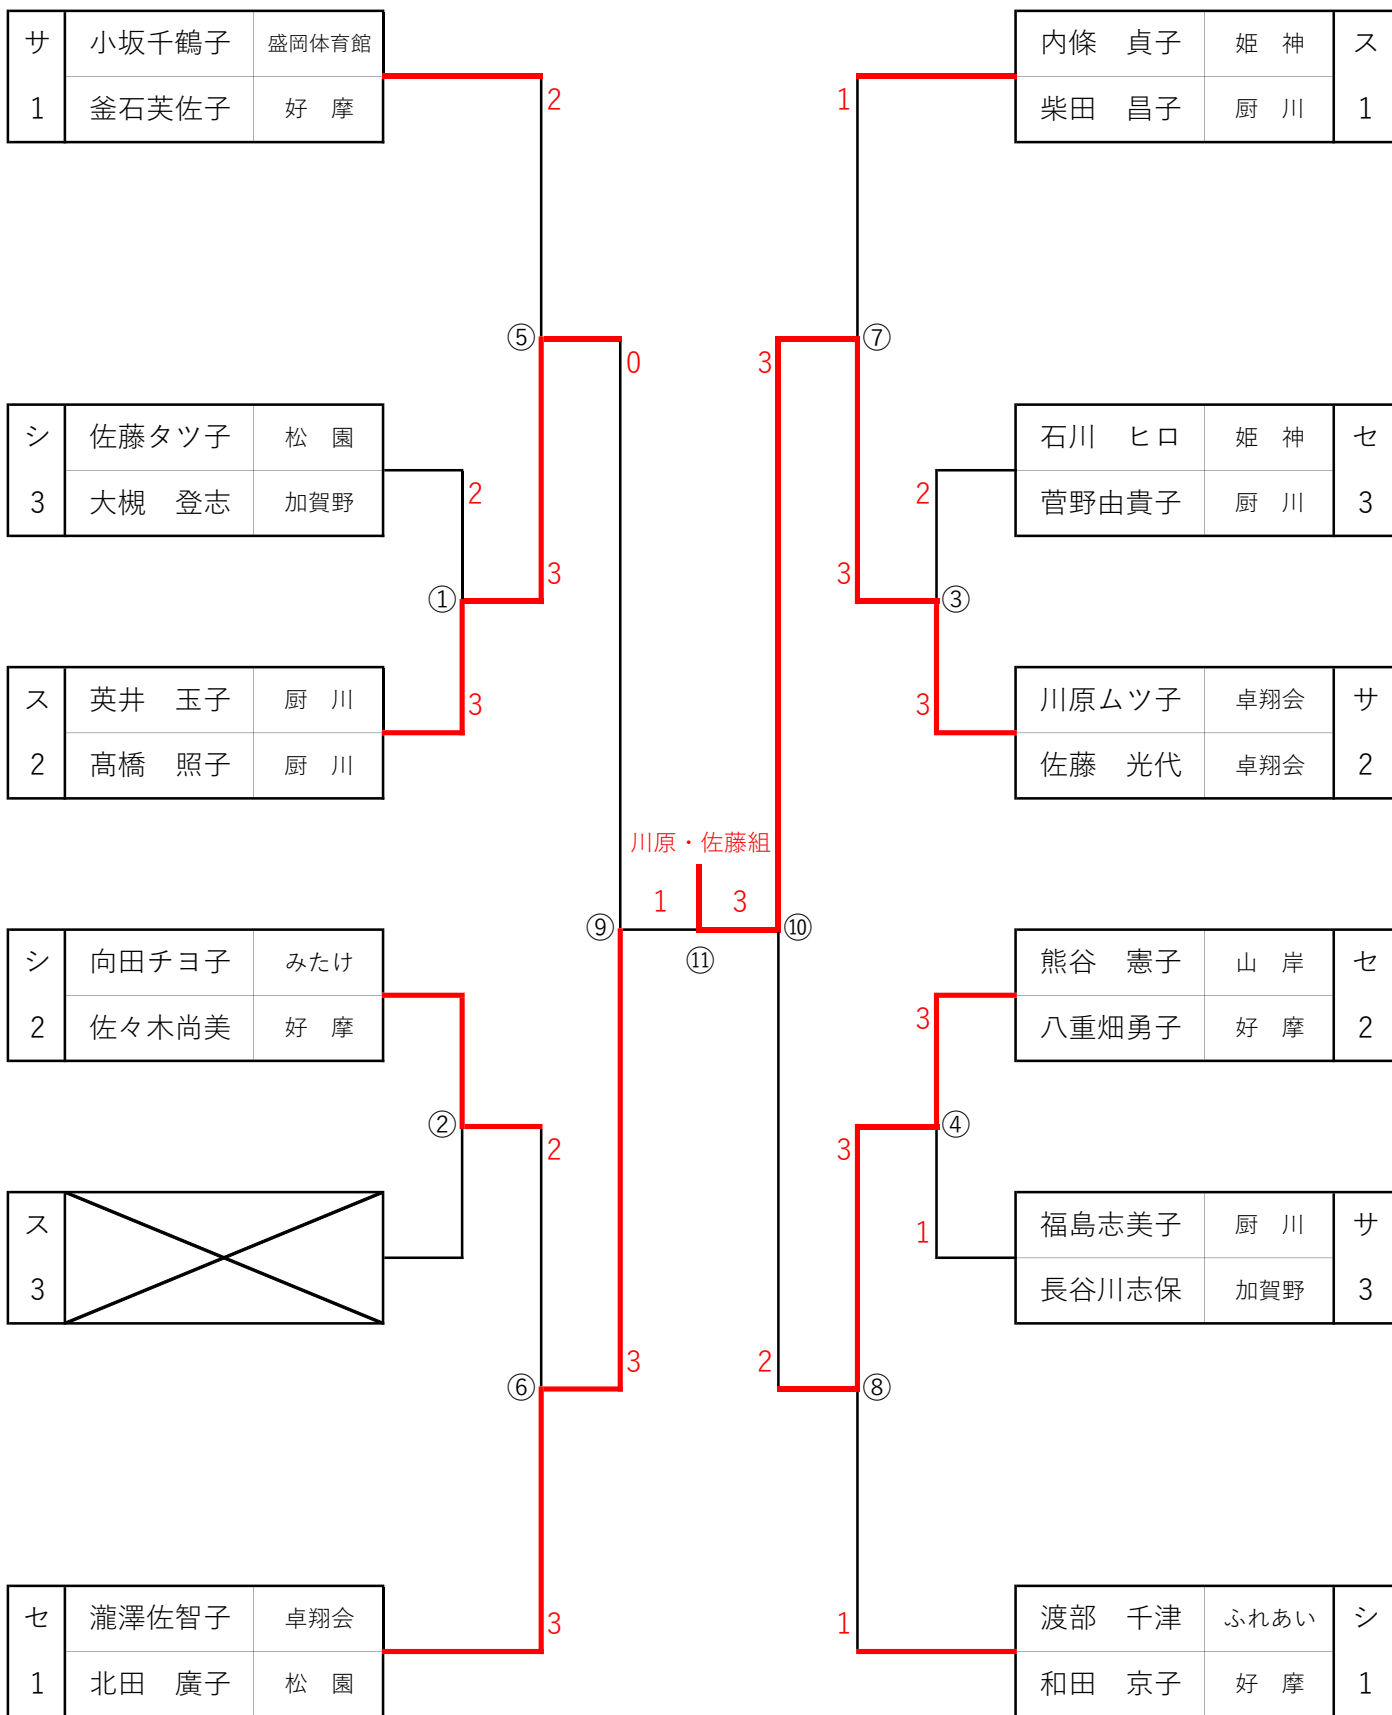 サ 小坂千鶴子 盛岡体育館
1 釜石芙佐子 好　摩
内條　貞子 姫　神 ス
柴田　昌子 厨　川 1
2
1
⑤
⑦
0
3
シ 佐藤タツ子 松　園
3 大槻　登志 加賀野
石川　ヒロ 姫　神 セ
菅野由貴子 厨　川 3
2
2
3
3
①
③
ス 英井　玉子 厨　川
2 髙橋　照子 厨　川
川原ムツ子 卓翔会 サ
佐藤　光代 卓翔会 2
3
3
川原・佐藤組
1 3
⑨
⑩
⑪
シ 向田チヨ子 みたけ
2 佐々木尚美 好　摩
熊谷　憲子 山　岸 セ
八重畑勇子 好　摩 2
3
②
④
2
3
ス
3
1
福島志美子 厨　川 サ
長谷川志保 加賀野 3
3
2
⑥
⑧
セ 瀧澤佐智子 卓翔会
1 北田　廣子 松　園
3
1
渡部　千津 ふれあい シ
和田　京子 好　摩 1